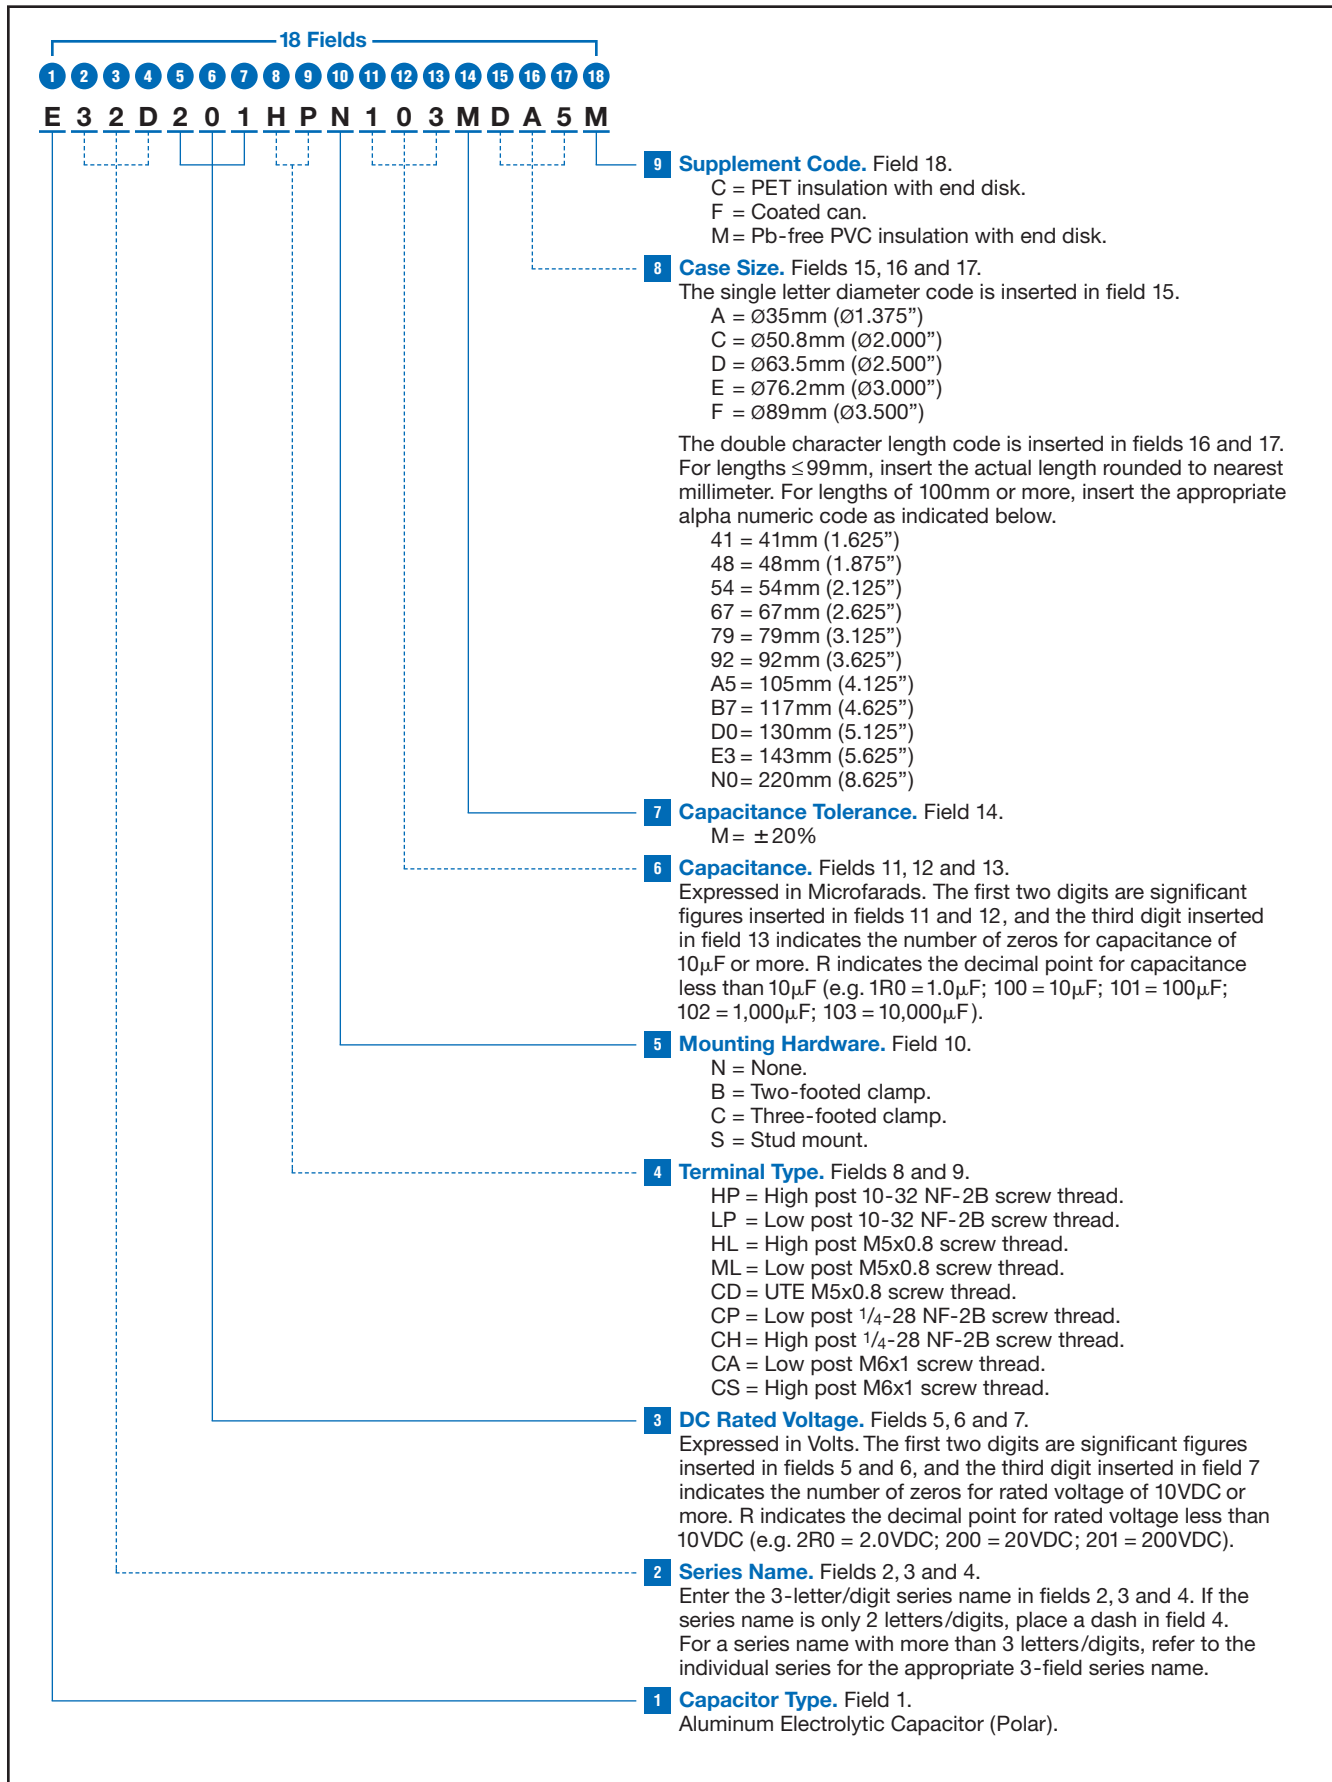 18 Fields
1 2 3 4 5 6 7 8 9 10 11 12 13 14 15 16 17 18
E 3 2 D 2 0 1 H P N 1 0 3 M D A 5 M
9 Supplement Code. Field 18.
C = PET insulation with end disk.
F = Coated can.
M = Pb-free PVC insulation with end disk.
8 Case Size. Fields 15, 16 and 17.
The single letter diameter code is inserted in field 15.
A = Ø35mm (Ø1.375”)
C = Ø50.8mm (Ø2.000”)
D = Ø63.5mm (Ø2.500”)
E = Ø76.2mm (Ø3.000”)
F = Ø89mm (Ø3.500”)
The double character length code is inserted in fields 16 and 17.
For lengths ≤99mm, insert the actual length rounded to nearest
millimeter. For lengths of 100mm or more, insert the appropriate
alpha numeric code as indicated below.
41 = 41mm (1.625”)
48 = 48mm (1.875”)
54 = 54mm (2.125”)
67 = 67mm (2.625”)
79 = 79mm (3.125”)
92 = 92mm (3.625”)
A5 = 105mm (4.125”)
B7 = 117mm (4.625”)
D0 = 130mm (5.125”)
E3 = 143mm (5.625”)
N0 = 220mm (8.625”)
7 Capacitance Tolerance. Field 14.
M = ±20%
6 Capacitance. Fields 11, 12 and 13.
Expressed in Microfarads. The first two digits are significant
figures inserted in fields 11 and 12, and the third digit inserted
in field 13 indicates the number of zeros for capacitance of
10µF or more. R indicates the decimal point for capacitance
less than 10µF (e.g. 1R0 = 1.0µF; 100 = 10µF; 101 = 100µF;
102 = 1,000µF; 103 = 10,000µF).
5 Mounting Hardware. Field 10.
N = None.
B = Two-footed clamp.
C = Three-footed clamp.
S = Stud mount.
4 Terminal Type. Fields 8 and 9.
HP = High post 10-32 NF-2B screw thread.
LP = Low post 10-32 NF-2B screw thread.
HL = High post M5x0.8 screw thread.
ML = Low post M5x0.8 screw thread.
CD = UTE M5x0.8 screw thread.
CP = Low post 1/4-28 NF-2B screw thread.
CH = High post 1/4-28 NF-2B screw thread.
CA = Low post M6x1 screw thread.
CS = High post M6x1 screw thread.
3 DC Rated Voltage. Fields 5, 6 and 7.
Expressed in Volts. The first two digits are significant figures
inserted in fields 5 and 6, and the third digit inserted in field 7
indicates the number of zeros for rated voltage of 10VDC or
more. R indicates the decimal point for rated voltage less than
10VDC (e.g. 2R0 = 2.0VDC; 200 = 20VDC; 201 = 200VDC).
2 Series Name. Fields 2, 3 and 4.
Enter the 3-letter/digit series name in fields 2, 3 and 4. If the
series name is only 2 letters/digits, place a dash in field 4.
For a series name with more than 3 letters/digits, refer to the
individual series for the appropriate 3-field series name.
1 Capacitor Type. Field 1.
Aluminum Electrolytic Capacitor (Polar).